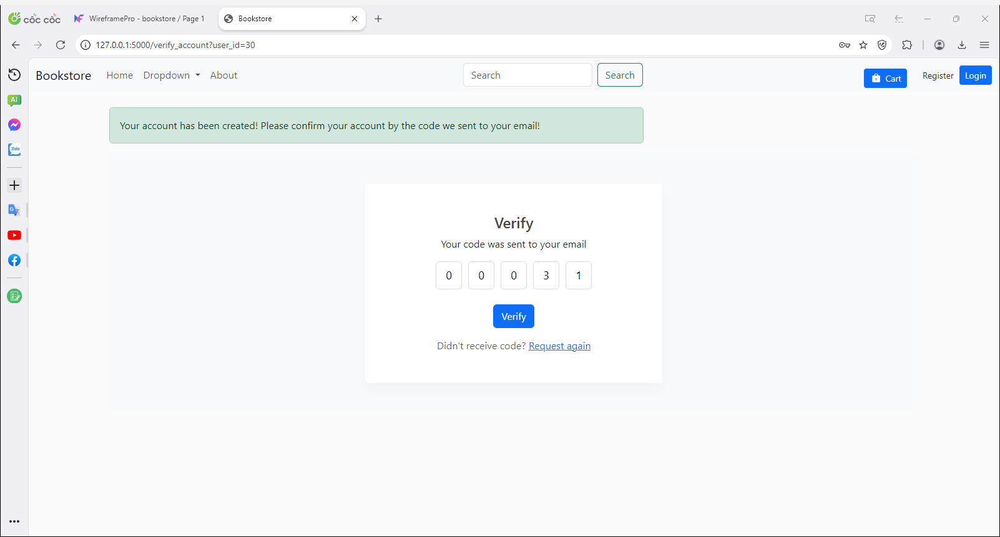 côc côc
WireframePro - bookstore / Page 1
Bookstore
127.0.0.1:5000/verify_account?user_id=30
Bookstore
Home
Dropdown
About
Search
Search
Cart
Register
Login
AI
Zalo
Your account has been created! Please confirm your account by the code we sent to your email!
Verify
Your code was sent to your email
0 0 0 3 1
Verify
Didn't receive code? Request again